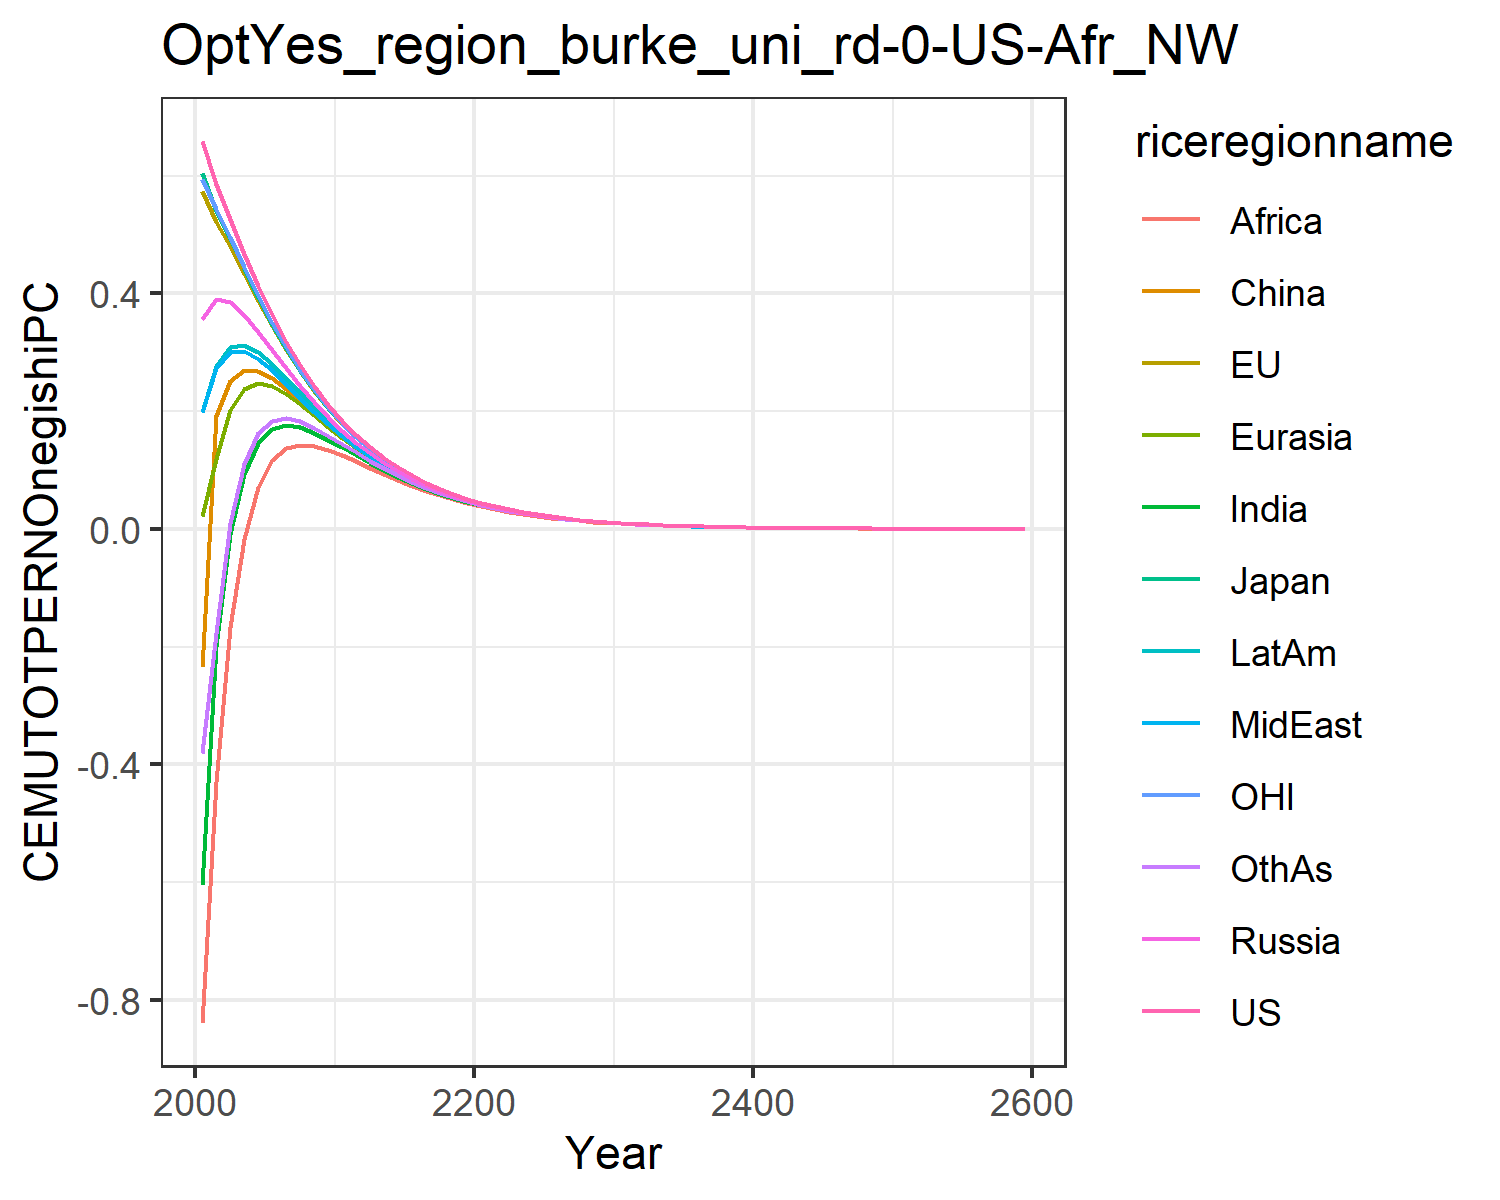 OptYes_region_burke_uni_rd-0-US-Afr_NW
CEMUTOTPERNOnegishiPC
0.4
0.0
-0.4
-0.8
2000
2200
2400
2600
Year
riceregionname
Africa
China
EU
Eurasia
India
Japan
LatAm
MidEast
OHI
OthAs
Russia
US